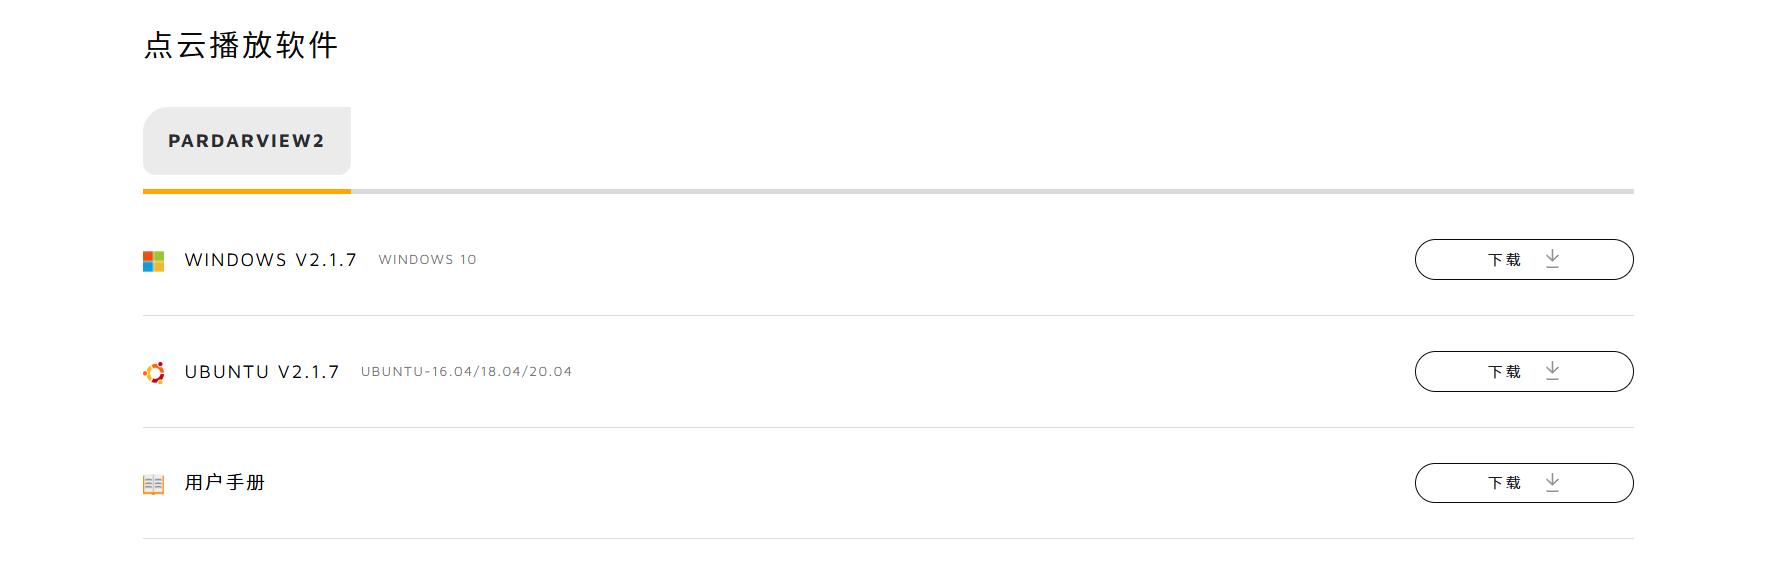 点云播放软件
PARDARVIEW2
WINDOWS V2.1.7 WINDOWS 10 下载
UBUNTU V2.1.7 UBUNTU-16.04/18.04/20.04 下载
用户手册 下载